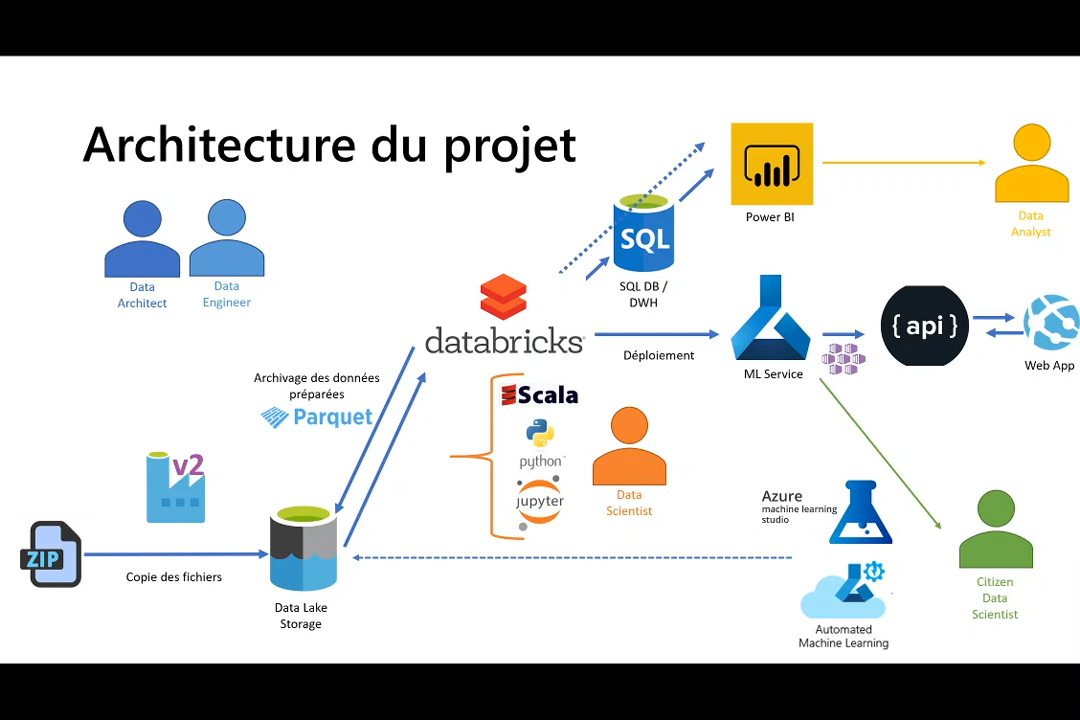 Architecture du projet
Data
Architect
Data
Engineer
SQL
SQL DB /
DWH
Power BI
Data
Analyst
databricks
Déploiement
ML Service
{ api }
Web App
Archivage des données
préparées
Parquet
Scala
python
jupyter
Data
Scientist
v2
ZIP
Copie des fichiers
Data Lake
Storage
Azure
machine learning
studio
Automated
Machine Learning
Citizen
Data
Scientist